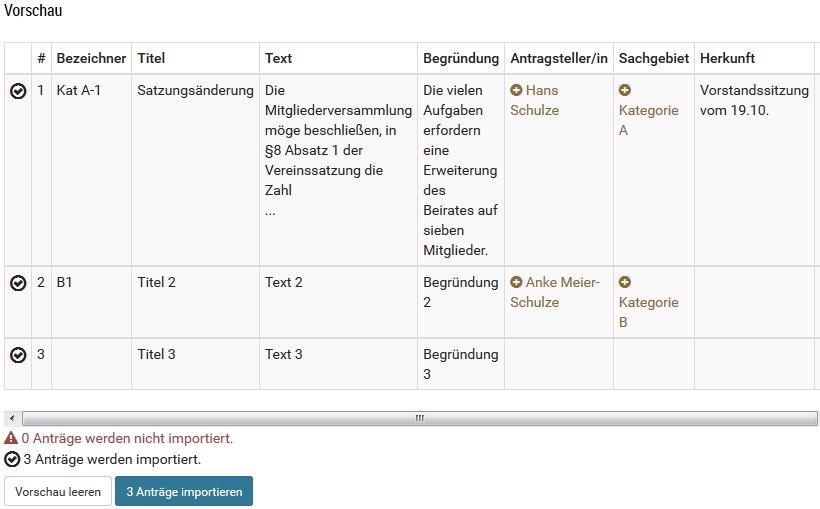 Vorschau
# Bezeichner Titel Text Begründung Antragsteller/in Sachgebiet Herkunft
1 Kat A-1 Satzungsänderung Die Mitgliederversammlung möge beschließen, in §8 Absatz 1 der Vereinssatzung die Zahl ... Die vielen Aufgaben erfordern eine Erweiterung des Beirates auf sieben Mitglieder. Hans Schulze Kategorie A Vorstandssitzung vom 19.10.
2 B1 Titel 2 Text 2 Begründung 2 Anke Meier-Schulze Kategorie B
3 Titel 3 Text 3 Begründung 3
0 Anträge werden nicht importiert.
3 Anträge werden importiert.
Vorschau leeren 3 Anträge importieren